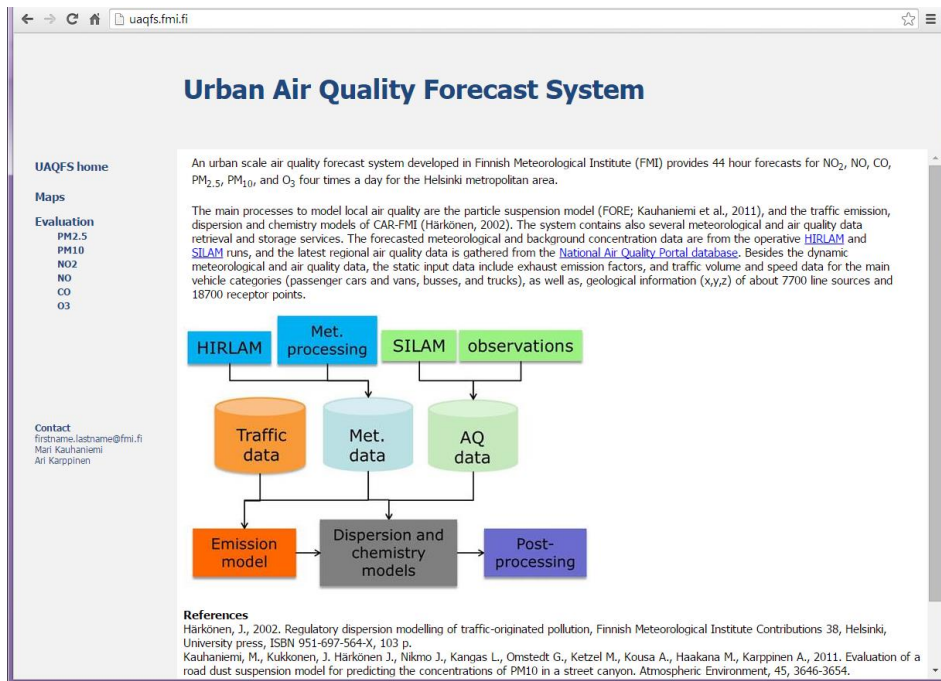 uaqfs.fmi.fi
Urban Air Quality Forecast System
UAQFS home
Maps
Evaluation
PM2.5
PM10
NO2
NO
CO
O3
Contact
firstname.lastname@fmi.fi
Mari Kauhaniemi
Ari Karppinen
An urban scale air quality forecast system developed in Finnish Meteorological Institute (FMI) provides 44 hour forecasts for NO2, NO, CO,
PM2.5, PM10, and O3 four times a day for the Helsinki metropolitan area.
The main processes to model local air quality are the particle suspension model (FORE; Kauhaniemi et al., 2011), and the traffic emission,
dispersion and chemistry models of CAR-FMI (Härkönen, 2002). The system contains also several meteorological and air quality data
retrieval and storage services. The forecasted meteorological and background concentration data are from the operative HIRLAM and
SILAM runs, and the latest regional air quality data is gathered from the National Air Quality Portal database. Besides the dynamic
meteorological and air quality data, the static input data include exhaust emission factors, and traffic volume and speed data for the main
vehicle categories (passenger cars and vans, busses, and trucks), as well as, geological information (x,y,z) of about 7700 line sources and
18700 receptor points.
HIRLAM
Met.
processing
SILAM
observations
Traffic
data
Met.
data
AQ
data
Emission
model
Dispersion and
chemistry
models
Post-
processing
References
Härkönen, J., 2002. Regulatory dispersion modelling of traffic-originated pollution, Finnish Meteorological Institute Contributions 38, Helsinki,
University press, ISBN 951-697-564-X, 103 p.
Kauhaniemi, M., Kukkonen, J. Härkönen J., Nikmo J., Kangas L., Omstedt G., Ketzel M., Kousa A., Haakana M., Karppinen A., 2011. Evaluation of a
road dust suspension model for predicting the concentrations of PM10 in a street canyon. Atmospheric Environment, 45, 3646-3654.